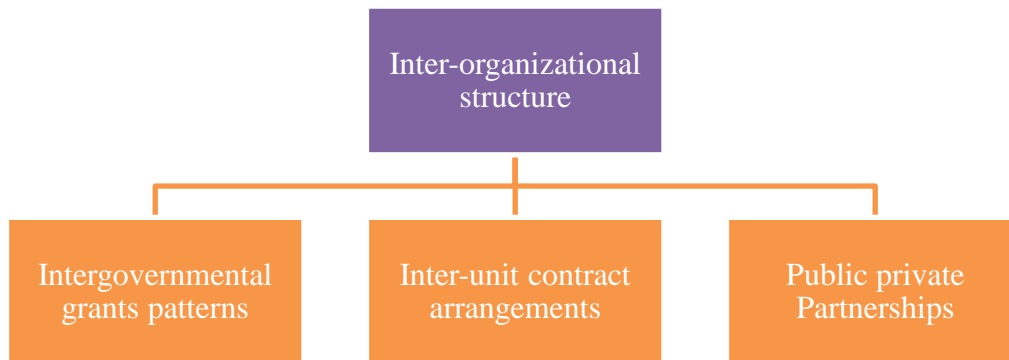 Inter-organizational
structure
Intergovernmental
grants patterns
Inter-unit contract
arrangements
Public private
Partnerships